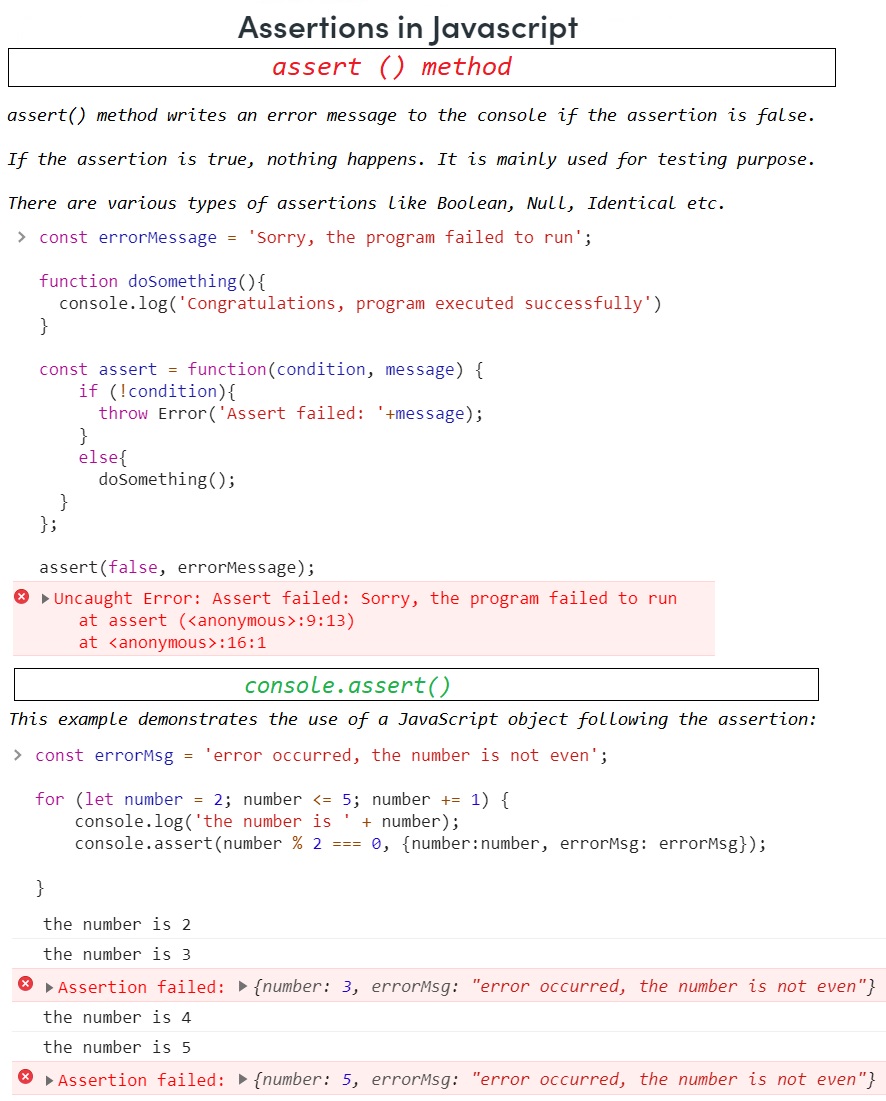 Assertions in Javascript
assert () method
assert() method writes an error message to the console if the assertion is false.
If the assertion is true, nothing happens. It is mainly used for testing purpose.
There are various types of assertions like Boolean, Null, Identical etc.
> const errorMessage = 'Sorry, the program failed to run';
function doSomething(){
console.log('Congratulations, program executed successfully')
}
const assert = function(condition, message) {
if (!condition){
throw Error('Assert failed: '+message);
}
else{
doSomething();
}
};
assert(false, errorMessage);
Uncaught Error: Assert failed: Sorry, the program failed to run
at assert (<anonymous>:9:13)
at <anonymous>:16:1
console.assert()
This example demonstrates the use of a JavaScript object following the assertion:
> const errorMsg = 'error occurred, the number is not even';
for (let number = 2; number <= 5; number += 1) {
console.log('the number is ' + number);
console.assert(number % 2 === 0, {number:number, errorMsg: errorMsg});
}
the number is 2
the number is 3
Assertion failed: {number: 3, errorMsg: "error occurred, the number is not even"}
the number is 4
the number is 5
Assertion failed: {number: 5, errorMsg: "error occurred, the number is not even"}